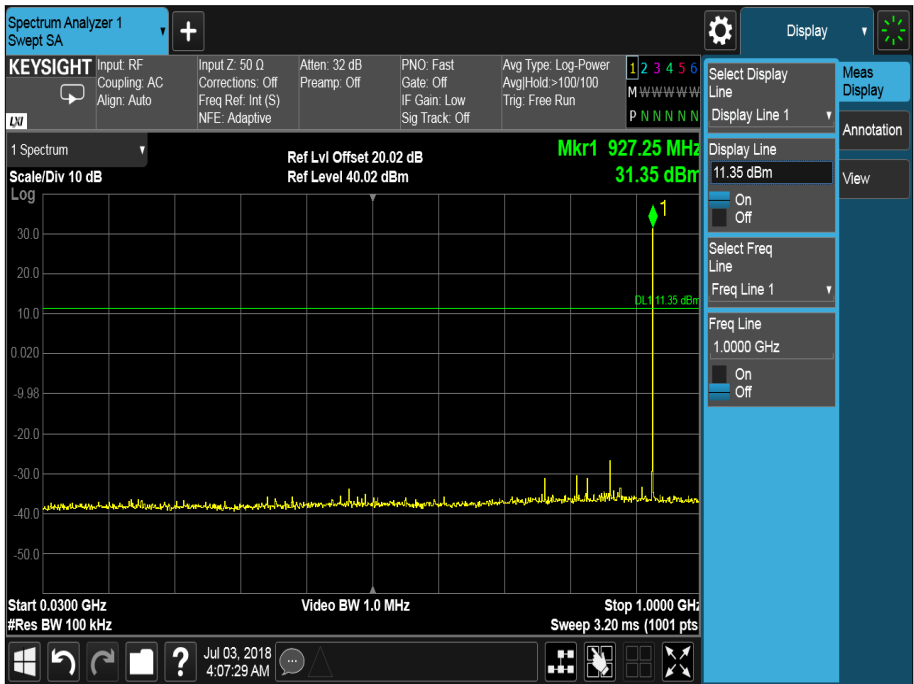 Spectrum Analyzer 1
Swept SA
Display
KEYSIGHT
LXI
Input: RF
Coupling: AC
Align: Auto
Input Z: 50 Ω
Corrections: Off
Freq Ref: Int (S)
NFE: Adaptive
Atten: 32 dB
Preamp: Off
PNO: Fast
Gate: Off
IF Gain: Low
Sig Track: Off
Avg Type: Log-Power
Avg|Hold:>100/100
Trig: Free Run
1 2 3 4 5 6
M W W W W W
P N N N N N
1 Spectrum
Scale/Div 10 dB
Log
Ref Lvl Offset 20.02 dB
Ref Level 40.02 dBm
Mkr1 927.25 MHz
31.35 dBm
1
30.0
20.0
DL1 11.35 dBm
10.0
0.020
-9.98
-20.0
-30.0
-40.0
-50.0
Start 0.0300 GHz
#Res BW 100 kHz
Video BW 1.0 MHz
Stop 1.0000 GHz
Sweep 3.20 ms (1001 pts
Select Display
Line
Display Line 1
Display Line
11.35 dBm
On
Off
Select Freq
Line
Freq Line 1
Freq Line
1.0000 GHz
On
Off
Meas
Display
Annotation
View
?
Jul 03, 2018
4:07:29 AM